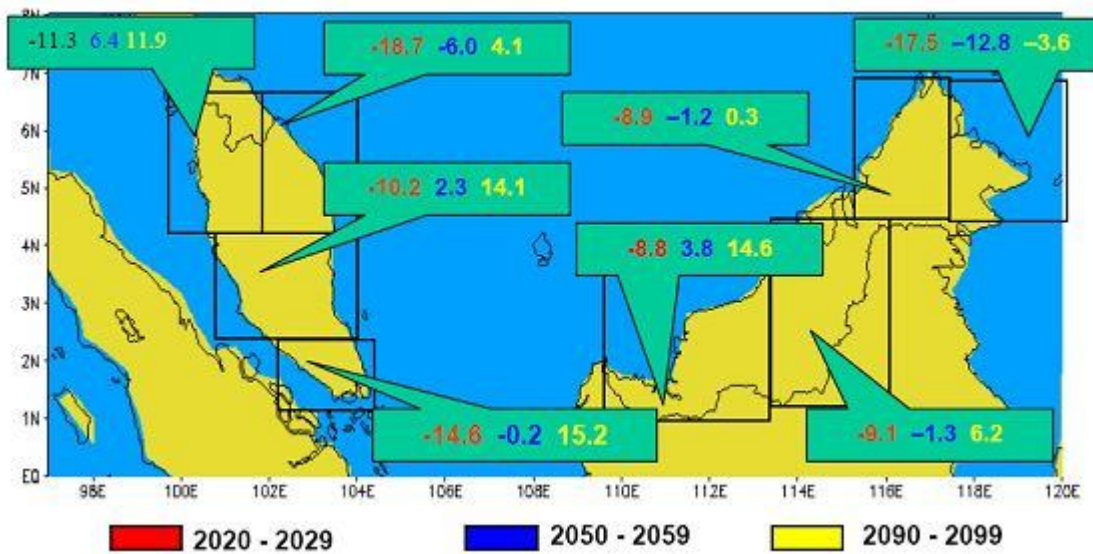 8N
-11.3 6.4 11.9
-18.7 -6.0 4.1
-17.5 –12.8 –3.6
7N
-8.9 –1.2 0.3
6N
5N
-10.2 2.3 14.1
4N
-8.8 3.8 14.6
3N
2N
1N
-14.6 -0.2 15.2
-9.1 –1.3 6.2
EQ
98E 100E 102E 104E 106E 108E 110E 112E 114E 116E 118E 120E
2020 - 2029 2050 - 2059 2090 - 2099